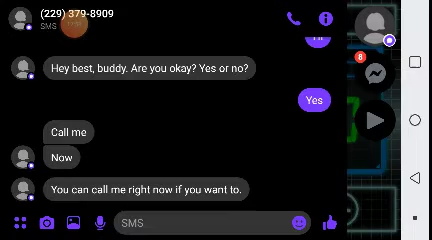 (229) 379-8909
SMS
Hi
Hey best, buddy. Are you okay? Yes or no?
Yes
Call me
Now
You can call me right now if you want to.
SMS
8